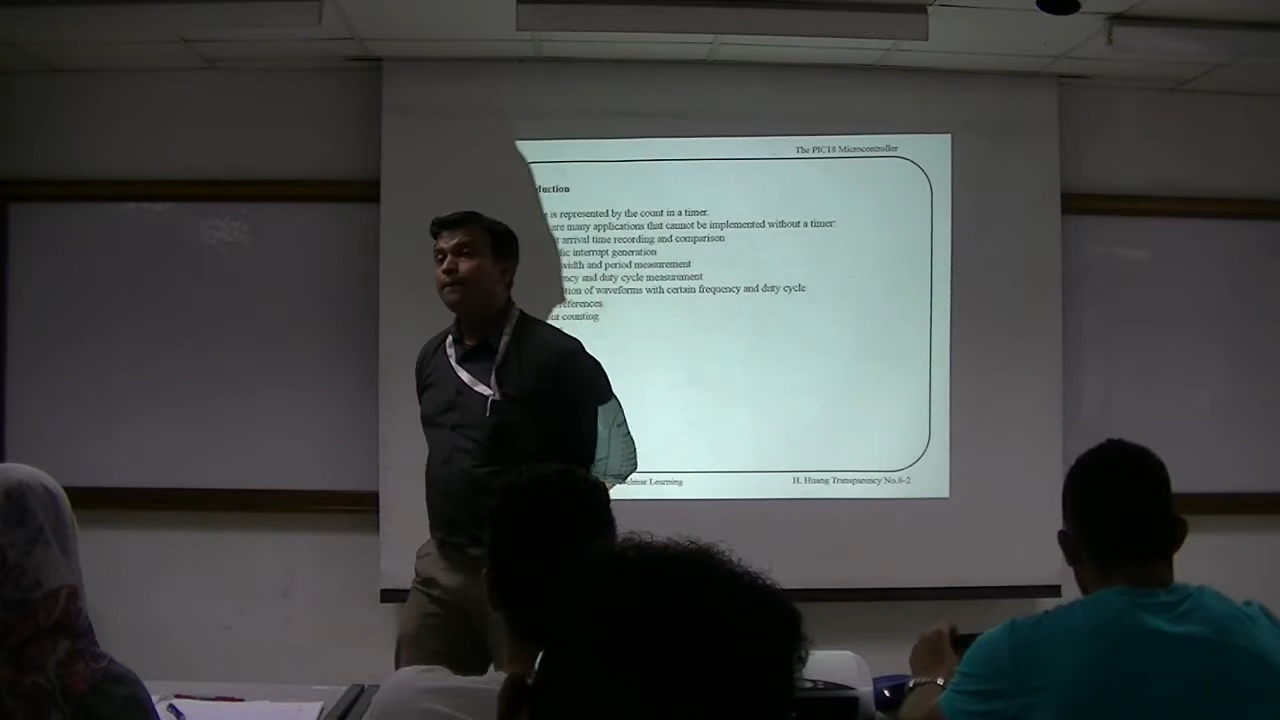 The PIC18 Microcontroller
duction
is represented by the count in a timer.
are many applications that cannot be implemented without a timer:
arrival time recording and comparison
dic interrupt generation
width and period measurement
ncy and duty cycle measurement
tion of waveforms with certain frequency and duty cycle
references
nt counting
elmar Learning
H. Huang Transparency No.8-2